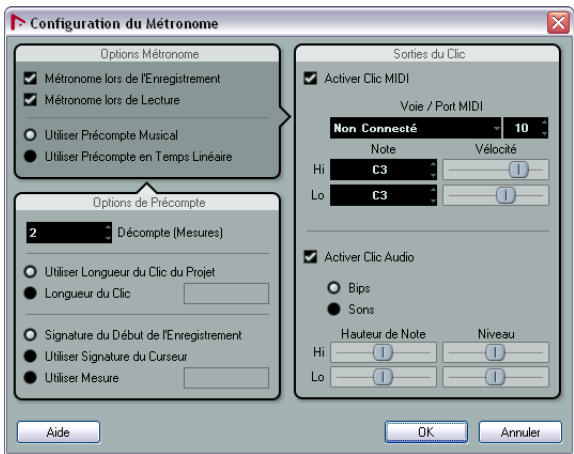 Configuration du Métronome
Options Métronome
Métronome lors de l'Enregistrement
Métronome lors de Lecture
Utiliser Précompte Musical
Utiliser Précompte en Temps Linéaire
Options de Précompte
2 Décompte (Mesures)
Utiliser Longueur du Clic du Projet
Longueur du Clic
Signature du Début de l'Enregistrement
Utiliser Signature du Curseur
Utiliser Mesure
Sorties du Clic
Activer Clic MIDI
Voie / Port MIDI
Non Connecté 10
Note Vélocité
Hi C3
Lo C3
Activer Clic Audio
Bips
Sons
Hauteur de Note Niveau
Hi
Lo
Aide OK Annuler